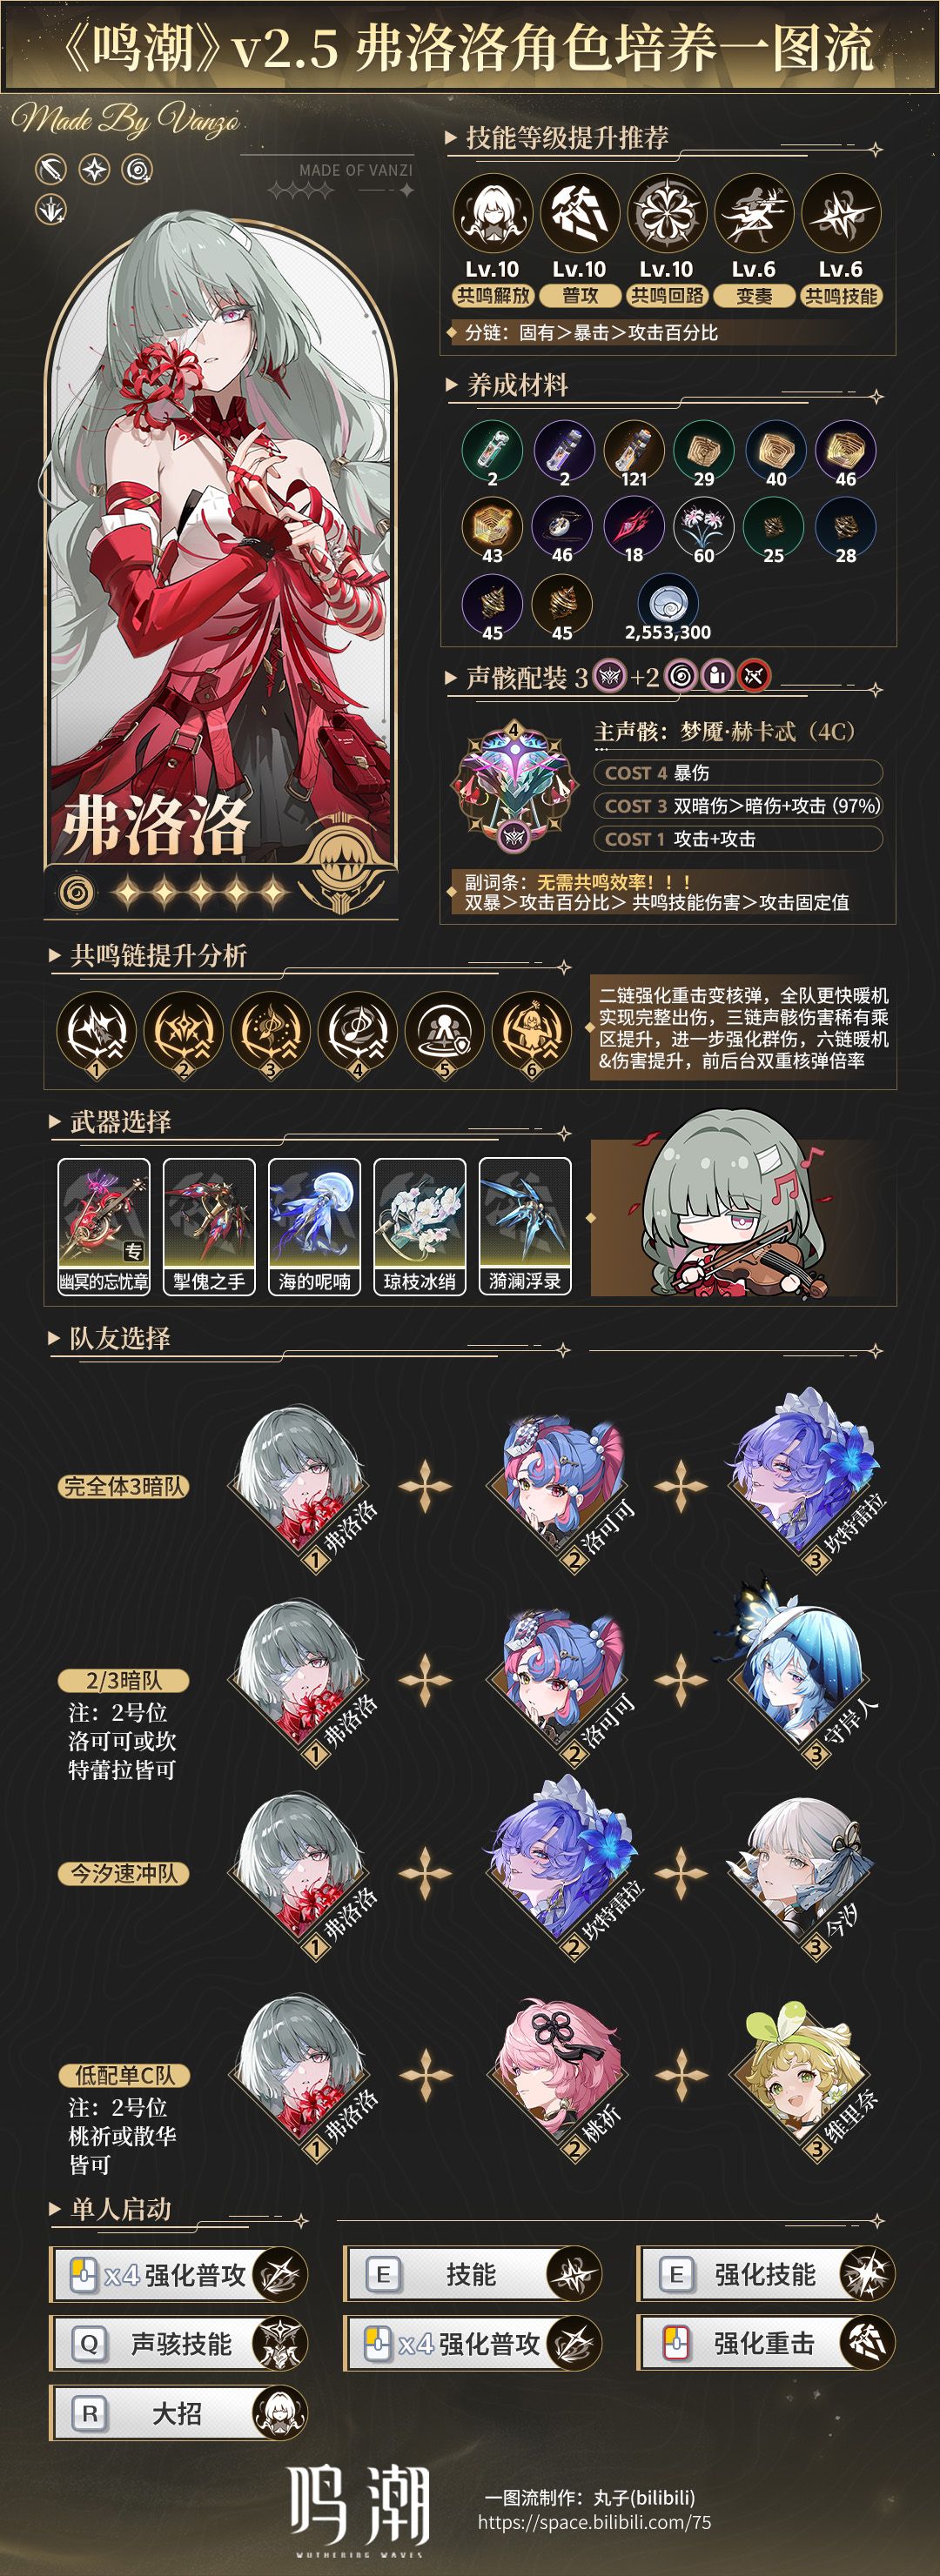 《鸣潮》v2.5 弗洛洛角色培养一图流
Made By Vanzo
MADE OF VANZI
弗洛洛
技能等级提升推荐
Lv.10 Lv.10 Lv.10 Lv.6 Lv.6
共鸣解放 普攻 共鸣回路 变奏 共鸣技能
分链：固有＞暴击＞攻击百分比
养成材料
2 2 121 29 40 46
43 46 18 60 25 28
45 45 2,553,300
声骸配装 3 +2
4
主声骸：梦魇·赫卡忒（4C）
COST 4 暴伤
COST 3 双暗伤＞暗伤+攻击 (97%)
COST 1 攻击+攻击
副词条：无需共鸣效率！！！
双暴＞攻击百分比＞ 共鸣技能伤害＞攻击固定值
共鸣链提升分析
1 2 3 4 5 6
二链强化重击变核弹，全队更快暖机
实现完整出伤，三链声骸伤害稀有乘
区提升，进一步强化群伤，六链暖机
&伤害提升，前后台双重核弹倍率
武器选择
专
幽冥的忘忧章 掣傀之手 海的呢喃 琼枝冰绡 漪澜浮录
队友选择
完全体3暗队
1 弗洛洛 2 洛可可 3 坎特雷拉
2/3暗队
注：2号位
洛可可或坎
特蕾拉皆可
1 弗洛洛 2 洛可可 3 守岸人
今汐速冲队
1 弗洛洛 2 坎特雷拉 3 今汐
低配单C队
注：2号位
桃祈或散华
皆可
1 弗洛洛 2 桃祈 3 维里奈
单人启动
x4 强化普攻 E 技能 E 强化技能
Q 声骇技能 x4 强化普攻 强化重击
R 大招
鸣潮
WUTHERING WAVES
一图流制作：丸子(bilibili)
https://space.bilibili.com/75